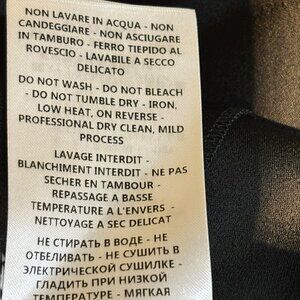 NON LAVARE IN ACQUA - NON
CANDEGGIARE - NON ASCIUGARE
IN TAMBURO - FERRO TIEPIDO AL
ROVESCIO - LAVABILE A SECCO
DELICATO
DO NOT WASH - DO NOT BLEACH
- DO NOT TUMBLE DRY - IRON,
LOW HEAT, ON REVERSE -
PROFESSIONAL DRY CLEAN, MILD
PROCESS
LAVAGE INTERDIT -
BLANCHIMENT INTERDIT - NE PAS
SECHER EN TAMBOUR -
REPASSAGE A BASSE
TEMPERATURE A L'ENVERS -
NETTOYAGE A SEC DELICAT
НЕ СТИРАТЬ В ВОДЕ - НЕ
ОТБЕЛИВАТЬ - НЕ СУШИТЬ В
ЭЛЕКТРИЧЕСКОЙ СУШИЛКЕ -
ГЛАДИТЬ ПРИ НИЗКОЙ
ТЕМПЕРАТУРЕ - МЯГКАЯ